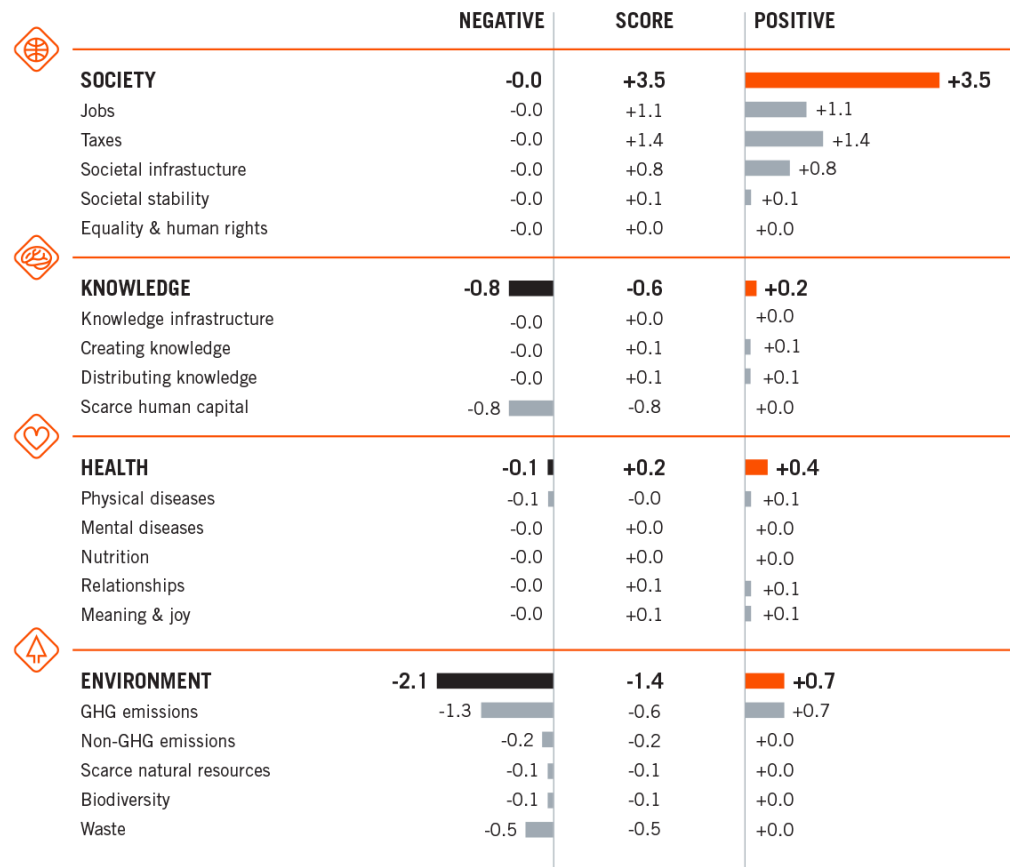 NEGATIVE SCORE POSITIVE
SOCIETY -0.0 +3.5 +3.5
Jobs -0.0 +1.1 +1.1
Taxes -0.0 +1.4 +1.4
Societal infrastucture -0.0 +0.8 +0.8
Societal stability -0.0 +0.1 +0.1
Equality & human rights -0.0 +0.0 +0.0
KNOWLEDGE -0.8 -0.6 +0.2
Knowledge infrastructure -0.0 +0.0 +0.0
Creating knowledge -0.0 +0.1 +0.1
Distributing knowledge -0.0 +0.1 +0.1
Scarce human capital -0.8 -0.8 +0.0
HEALTH -0.1 +0.2 +0.4
Physical diseases -0.1 -0.0 +0.1
Mental diseases -0.0 +0.0 +0.0
Nutrition -0.0 +0.0 +0.0
Relationships -0.0 +0.1 +0.1
Meaning & joy -0.0 +0.1 +0.1
ENVIRONMENT -2.1 -1.4 +0.7
GHG emissions -1.3 -0.6 +0.7
Non-GHG emissions -0.2 -0.2 +0.0
Scarce natural resources -0.1 -0.1 +0.0
Biodiversity -0.1 -0.1 +0.0
Waste -0.5 -0.5 +0.0